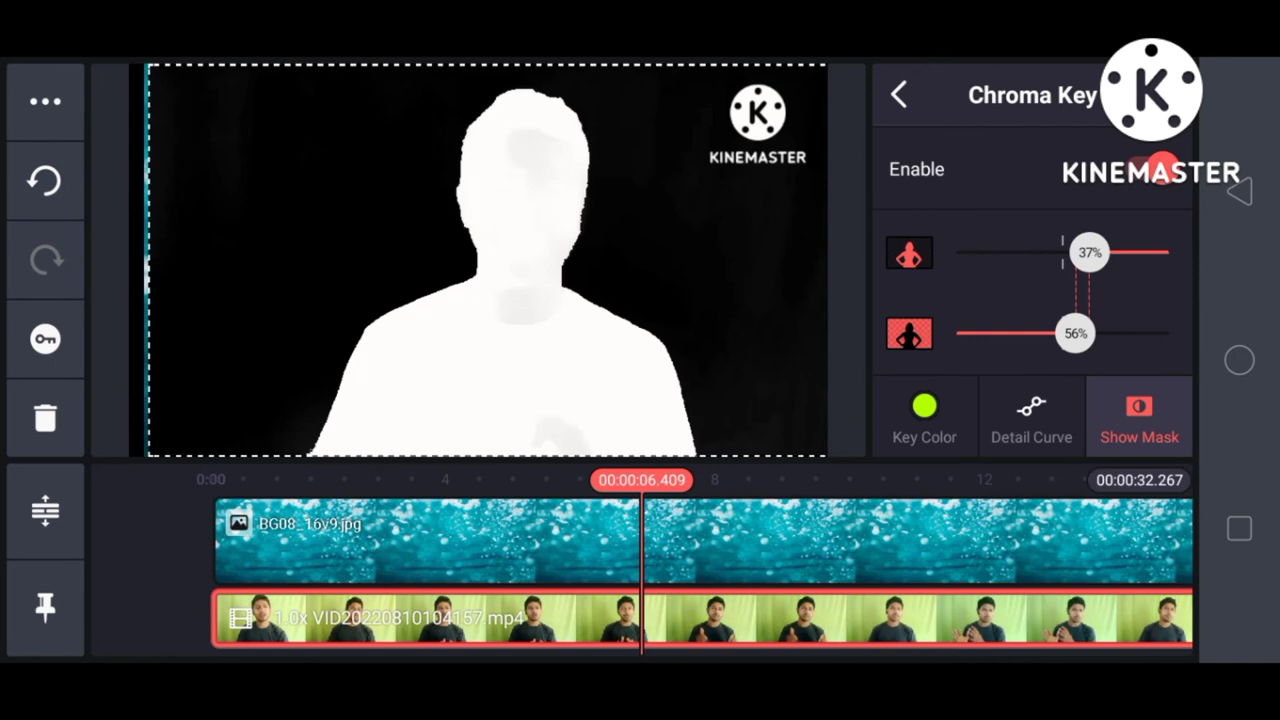 KINEMASTER
Chroma Key
K
KINEMASTER
Enable
37%
56%
Key Color
Detail Curve
Show Mask
0:00
4
00:00:06.409
8
12
00:00:32.267
BG08_16v9.jpg
1.0x VID20220810104157.mp4